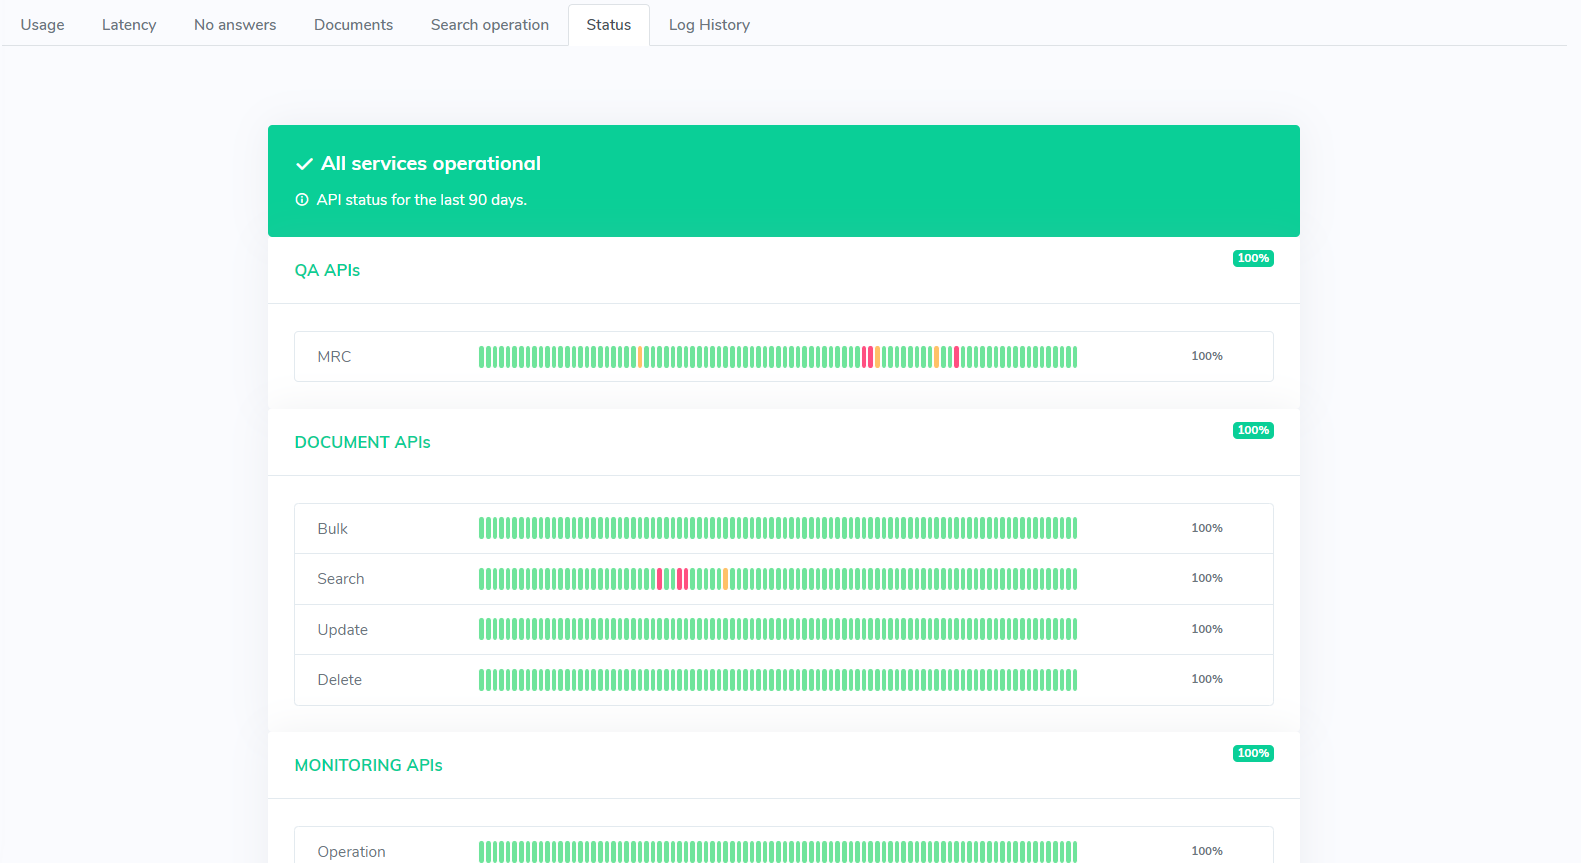 Usage Latency No answers Documents Search operation Status Log History
All services operational
API status for the last 90 days.
QA APIs 100%
MRC 100%
DOCUMENT APIs 100%
Bulk 100%
Search 100%
Update 100%
Delete 100%
MONITORING APIs 100%
Operation 100%